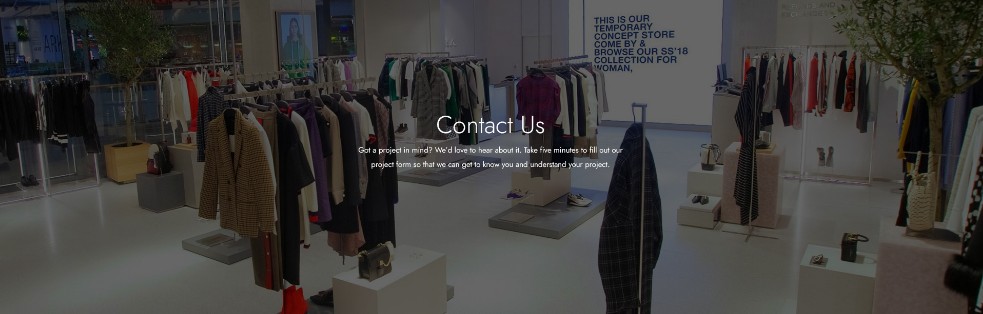 THIS IS OUR
TEMPORARY
CONCEPT STORE
COME BY &
BROWSE OUR SS'18
COLLECTION FOR
WOMAN,
Contact Us
Got a project in mind? We'd love to hear about it. Take five minutes to fill out our
project form so that we can get to know you and understand your project.